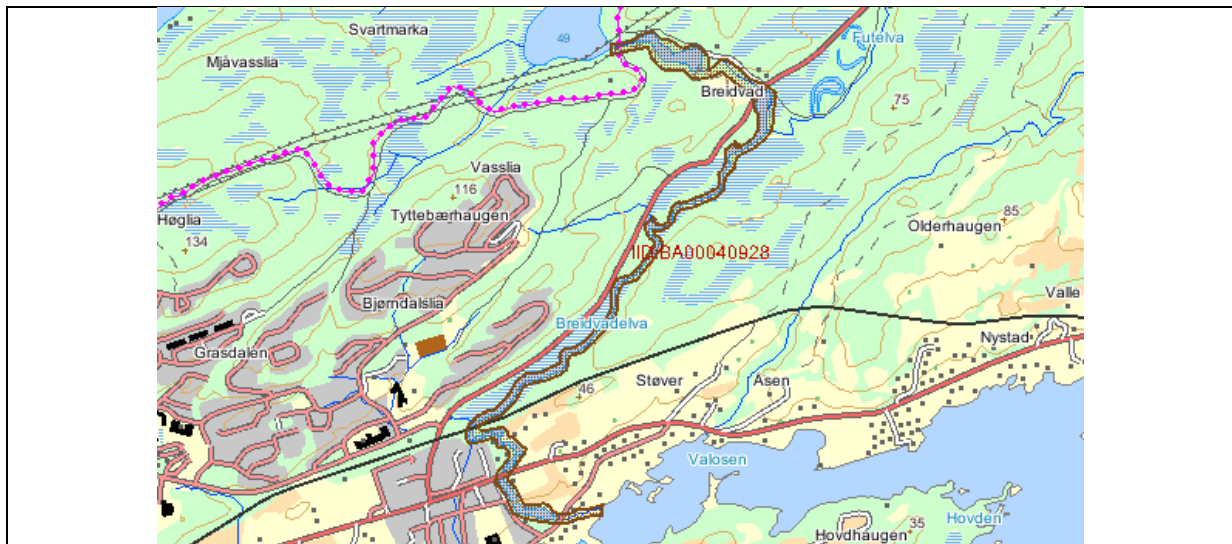 Svartmarka
49
Futelva
Mjåvasslia
Breidvad
75
Vasslia
116
Tyttebærhaugen
Høglia
134
85
Olderhaugen
IID:BA00040928
Bjørndalslia
Valle
Breidvadelva
Nystad
Grasdalen
Støver
Åsen
46
Valosen
35
Hovden
Hovdhaugen